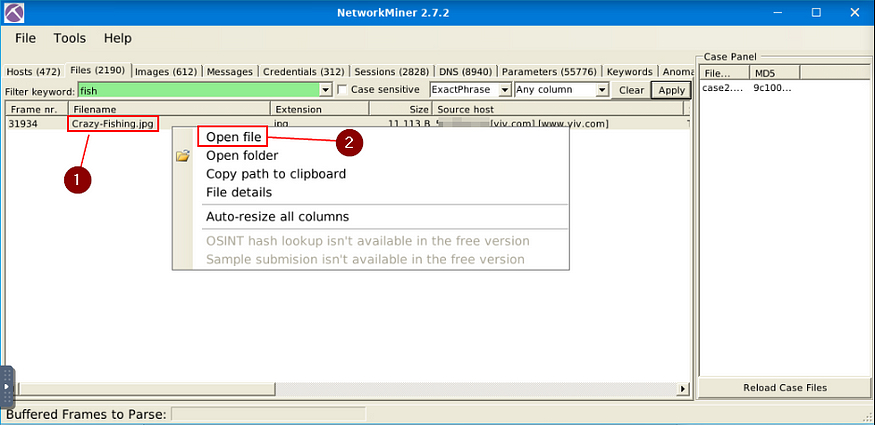 NetworkMiner 2.7.2
File Tools Help
Hosts (472) Files (2190) Images (612) Messages Credentials (312) Sessions (2828) DNS (8940) Parameters (55776) Keywords Anoma
Filter keyword: fish Case sensitive ExactPhrase Any column Clear Apply
Frame nr. Filename Extension Size Source host
31934 Crazy-Fishing.jpg jpg 11 113 B [yiv.com] [www.yiv.com]
Open file
Open folder
Copy path to clipboard
File details
Auto-resize all columns
OSINT hash lookup isn't available in the free version
Sample submision isn't available in the free version
1
2
Case Panel
File... MD5
case2.... 9c100...
Reload Case Files
Buffered Frames to Parse: